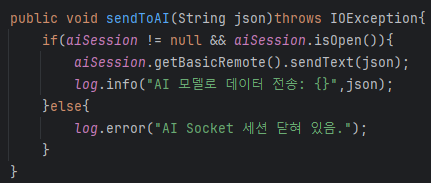 public void sendToAI(String json)throws IOException{
    if(aiSession != null && aiSession.isOpen()){
        aiSession.getBasicRemote().sendText(json);
        log.info("AI 모델로 데이터 전송: {}",json);
    }else{
        log.error("AI Socket 세션 닫혀 있음.");
    }
}